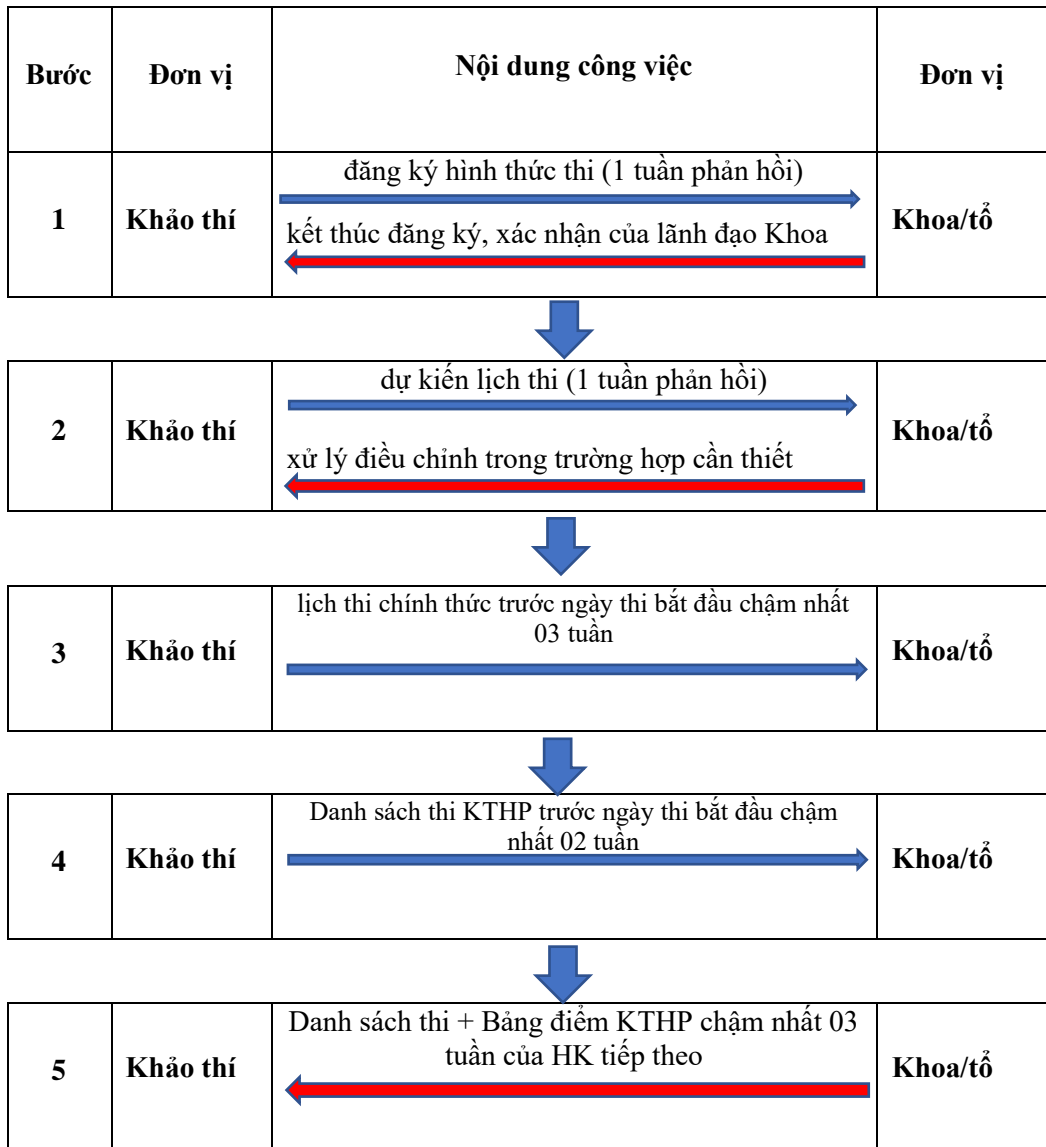 Bước Đơn vị Nội dung công việc Đơn vị
đăng ký hình thức thi (1 tuần phản hồi)
1 Khảo thí Khoa/tổ
kết thúc đăng ký, xác nhận của lãnh đạo Khoa
dự kiến lịch thi (1 tuần phản hồi)
2 Khảo thí Khoa/tổ
xử lý điều chỉnh trong trường hợp cần thiết
lịch thi chính thức trước ngày thi bắt đầu chậm nhất
03 tuần
3 Khảo thí Khoa/tổ
Danh sách thi KTHP trước ngày thi bắt đầu chậm
nhất 02 tuần
4 Khảo thí Khoa/tổ
Danh sách thi + Bảng điểm KTHP chậm nhất 03
tuần của HK tiếp theo
5 Khảo thí Khoa/tổ